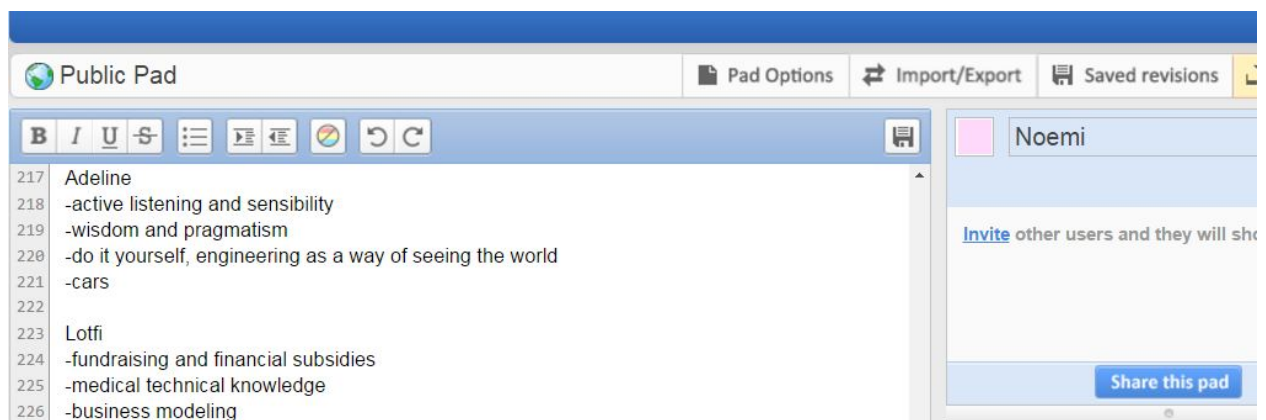 Public Pad
Pad Options
Import/Export
Saved revisions
B I U S
Noemi
217 Adeline
218 -active listening and sensibility
219 -wisdom and pragmatism
220 -do it yourself, engineering as a way of seeing the world
221 -cars
222
223 Lotfi
224 -fundraising and financial subsidies
225 -medical technical knowledge
226 -business modeling
Invite other users and they will
Share this pad